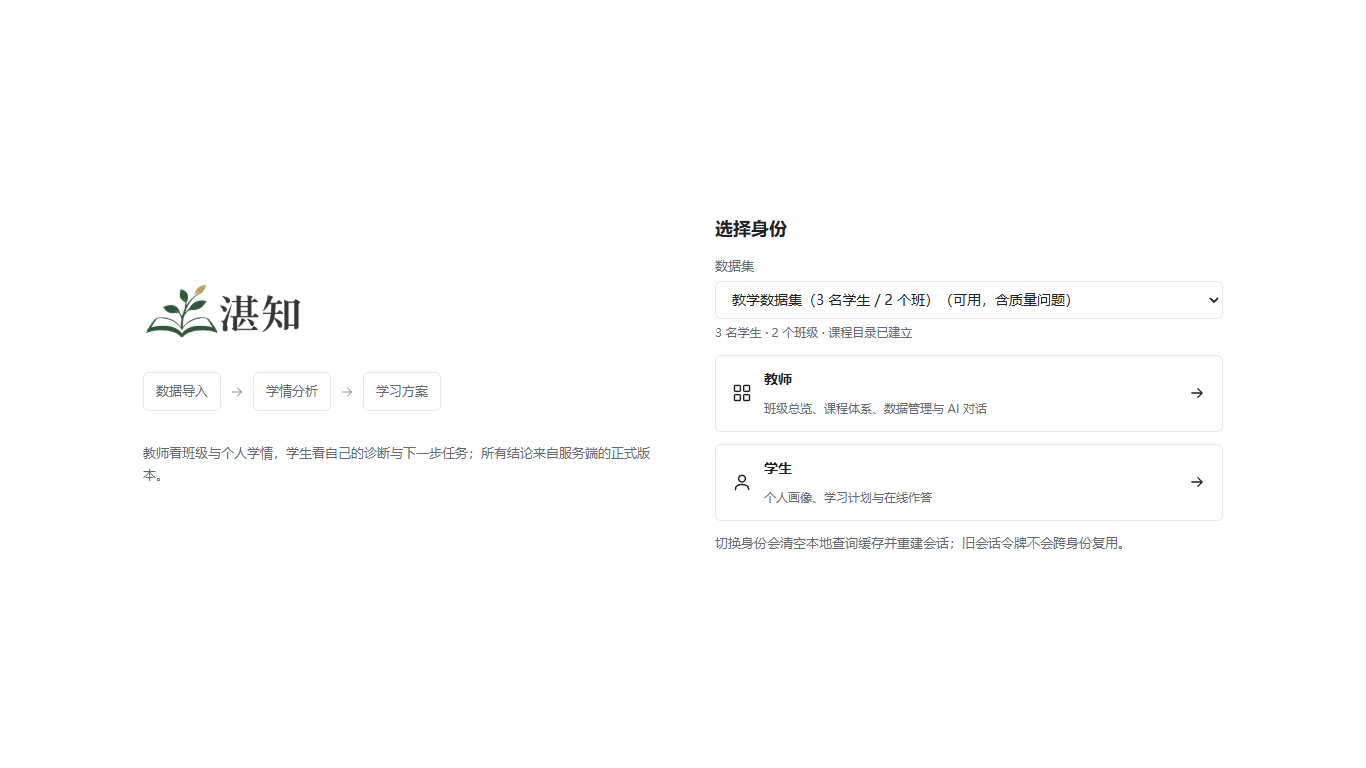 湛知
数据导入 → 学情分析 → 学习方案
教师看班级与个人学情，学生看自己的诊断与下一步任务；所有结论来自服务端的正式版
本。
选择身份
数据集
教学数据集（3 名学生 / 2 个班）（可用，含质量问题）
3 名学生 · 2 个班级 · 课程目录已建立
教师
班级总览、课程体系、数据管理与 AI 对话
学生
个人画像、学习计划与在线作答
切换身份会清空本地查询缓存并重建会话；旧会话令牌不会跨身份复用。